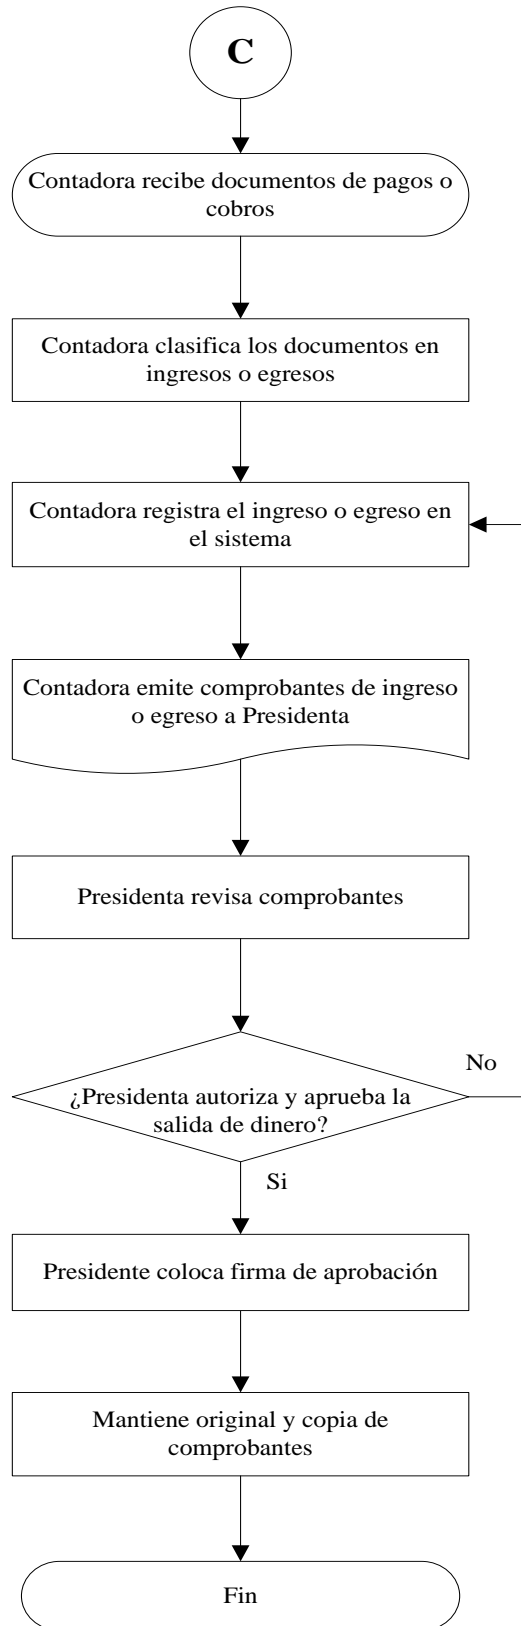 C
Contadora recibe documentos de pagos o
cobros
Contadora clasifica los documentos en
ingresos o egresos
Contadora registra el ingreso o egreso en
el sistema
Contadora emite comprobantes de ingreso
o egreso a Presidenta
Presidenta revisa comprobantes
No
¿Presidenta autoriza y aprueba la
salida de dinero?
Si
Presidente coloca firma de aprobación
Mantiene original y copia de
comprobantes
Fin